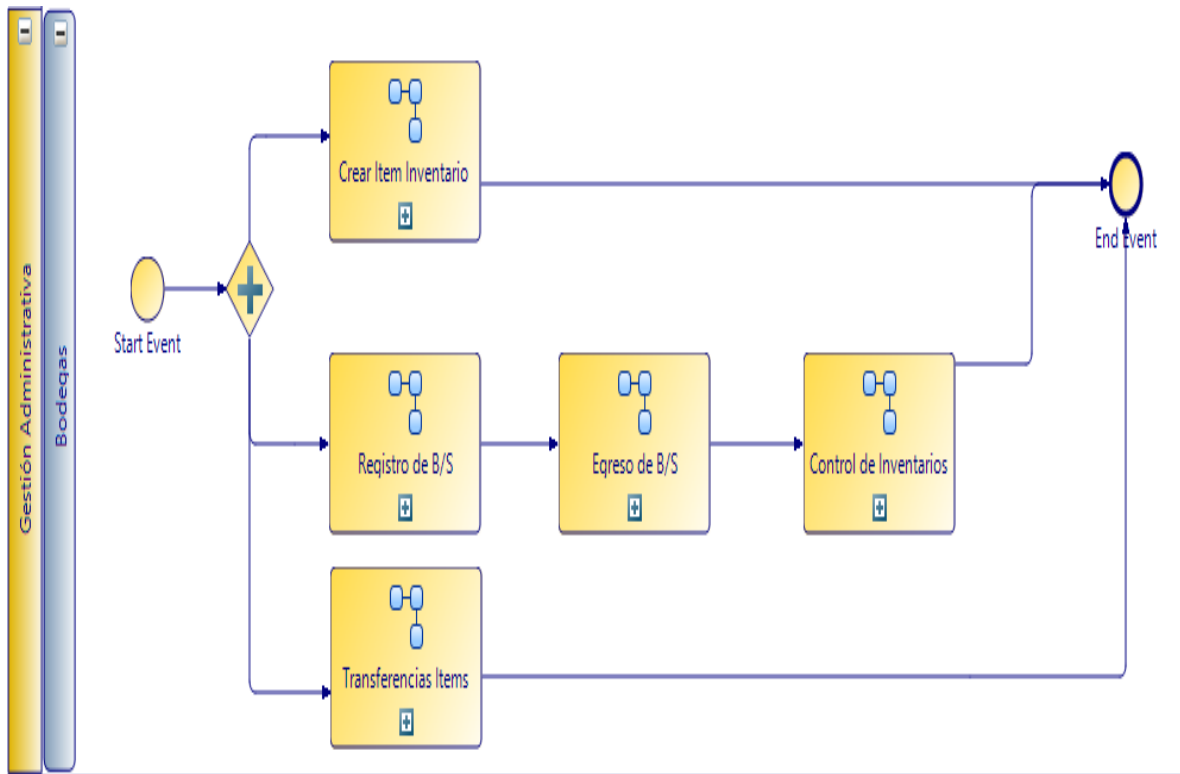 Gestión Administrativa
Bodegas
Crear Item Inventario
Start Event
End Event
Registro de B/S
Egreso de B/S
Control de Inventarios
Transferencias Items